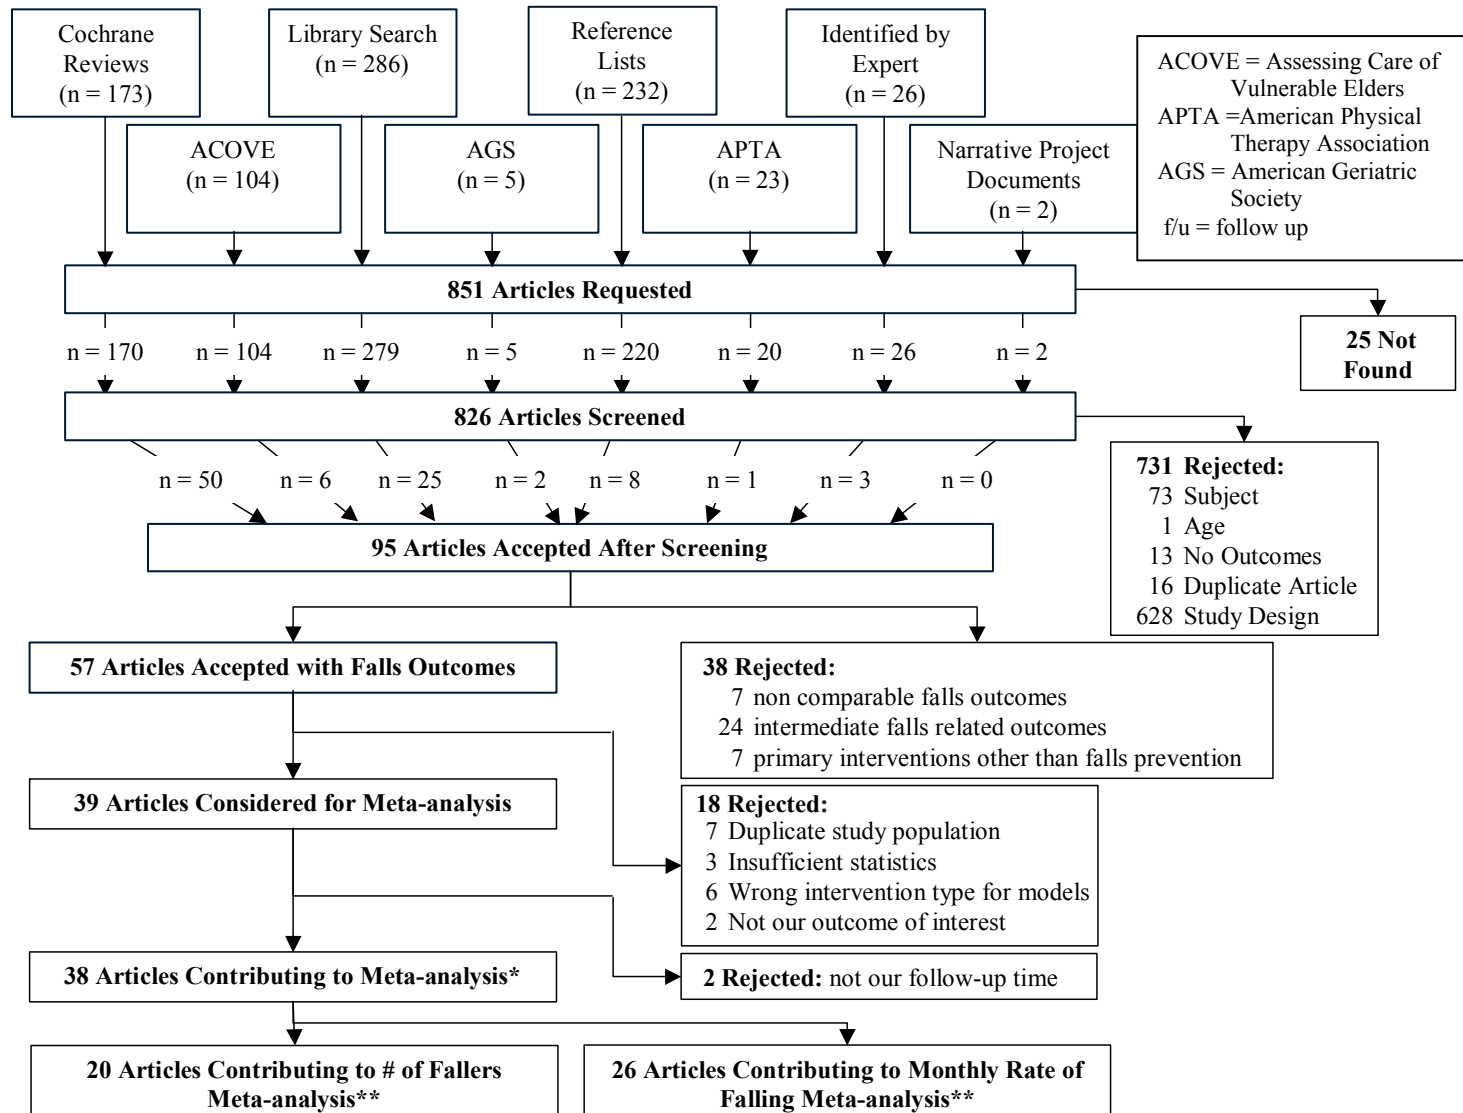 Cochrane
Reviews
(n = 173)
Library Search
(n = 286)
Reference
Lists
(n = 232)
Identified by
Expert
(n = 26)
ACOVE = Assessing Care of
Vulnerable Elders
APTA =American Physical
Therapy Association
AGS = American Geriatric
Society
f/u = follow up
ACOVE
(n = 104)
AGS
(n = 5)
APTA
(n = 23)
Narrative Project
Documents
(n = 2)
851 Articles Requested
25 Not
Found
n = 170
n = 104
n = 279
n = 5
n = 220
n = 20
n = 26
n = 2
826 Articles Screened
731 Rejected:
73 Subject
1 Age
13 No Outcomes
16 Duplicate Article
628 Study Design
n = 50
n = 6
n = 25
n = 2
n = 8
n = 1
n = 3
n = 0
95 Articles Accepted After Screening
57 Articles Accepted with Falls Outcomes
38 Rejected:
7 non comparable falls outcomes
24 intermediate falls related outcomes
7 primary interventions other than falls prevention
39 Articles Considered for Meta-analysis
18 Rejected:
7 Duplicate study population
3 Insufficient statistics
6 Wrong intervention type for models
2 Not our outcome of interest
38 Articles Contributing to Meta-analysis*
2 Rejected: not our follow-up time
20 Articles Contributing to # of Fallers
Meta-analysis**
26 Articles Contributing to Monthly Rate of
Falling Meta-analysis**